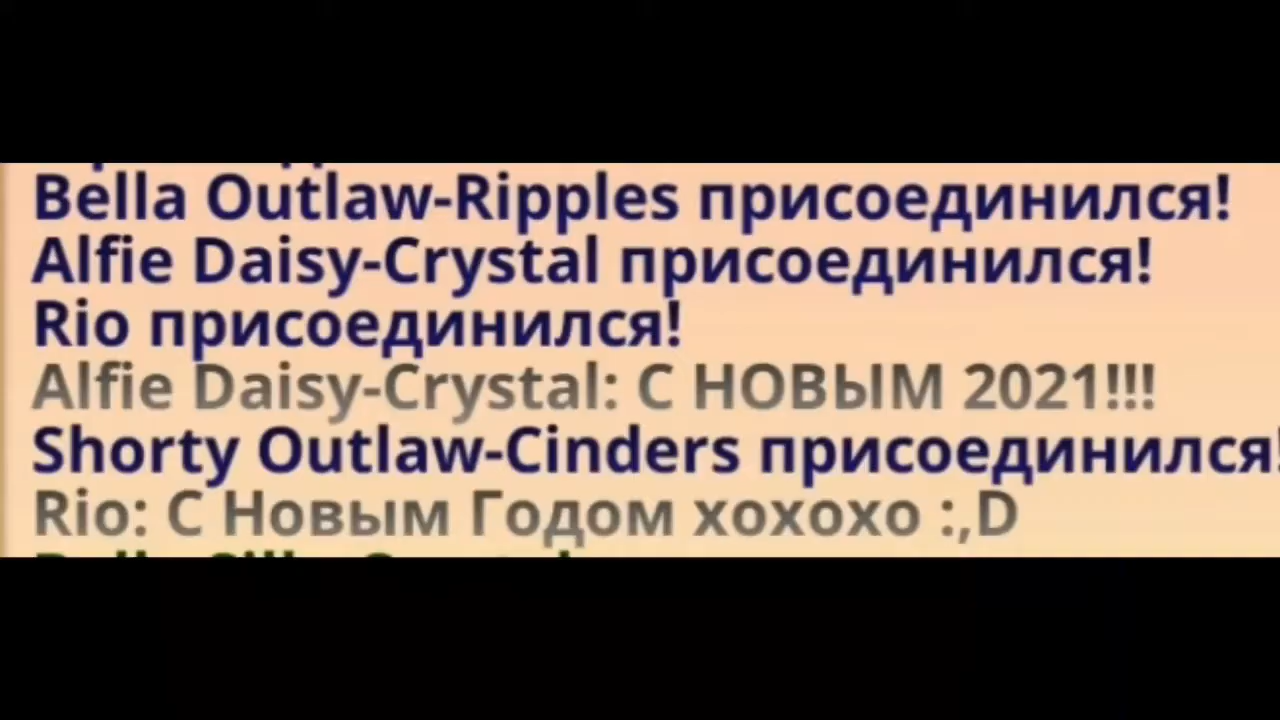 Bella Outlaw-Ripples присоединился!
Alfie Daisy-Crystal присоединился!
Rio присоединился!
Alfie Daisy-Crystal: С НОВЫМ 2021!!!
Shorty Outlaw-Cinders присоединился!
Rio: С Новым Годом хохохо :,D